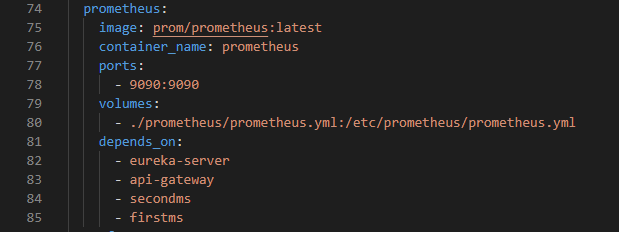 74 prometheus:
75 image: prom/prometheus:latest
76 container_name: prometheus
77 ports:
78 - 9090:9090
79 volumes:
80 - ./prometheus/prometheus.yml:/etc/prometheus/prometheus.yml
81 depends_on:
82 - eureka-server
83 - api-gateway
84 - secondms
85 - firstms